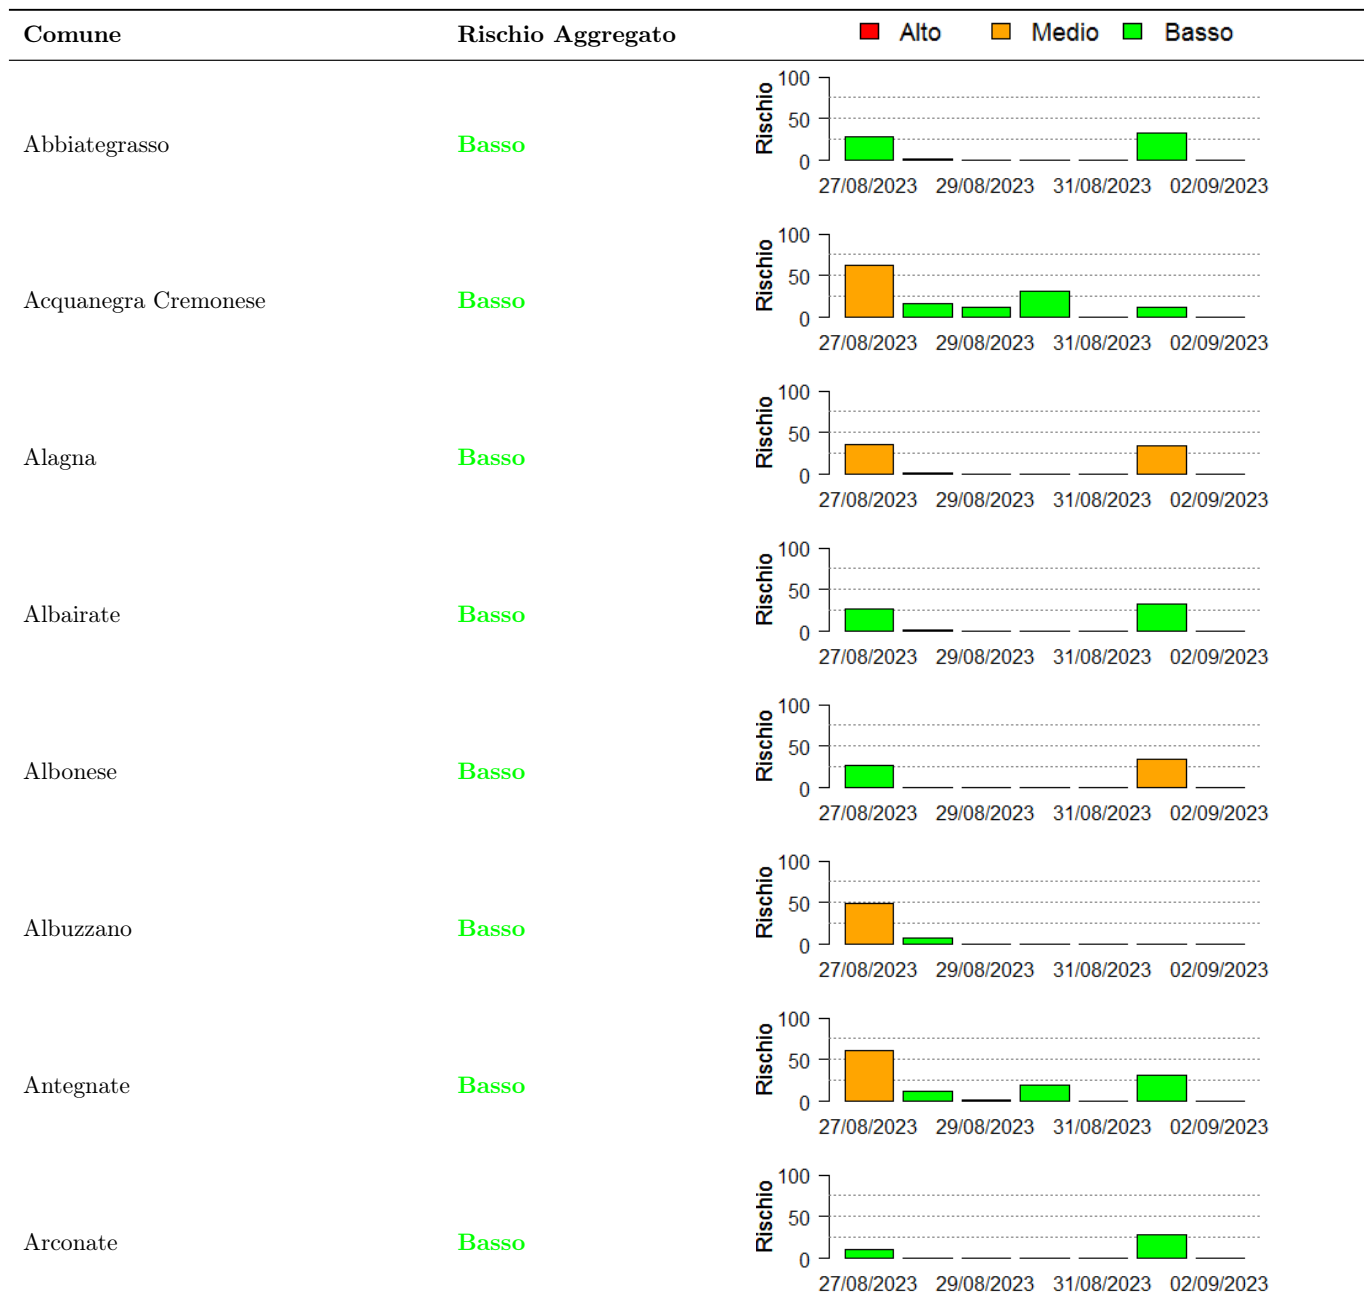 Comune Rischio Aggregato Alto Medio Basso
100
50
0
Rischio
Abbiategrasso Basso
27/08/2023 29/08/2023 31/08/2023 02/09/2023
100
50
0
Rischio
Acquanegra Cremonese Basso
27/08/2023 29/08/2023 31/08/2023 02/09/2023
100
50
0
Rischio
Alagna Basso
27/08/2023 29/08/2023 31/08/2023 02/09/2023
100
50
0
Rischio
Albairate Basso
27/08/2023 29/08/2023 31/08/2023 02/09/2023
100
50
0
Rischio
Albonese Basso
27/08/2023 29/08/2023 31/08/2023 02/09/2023
100
50
0
Rischio
Albuzzano Basso
27/08/2023 29/08/2023 31/08/2023 02/09/2023
100
50
0
Rischio
Antegnate Basso
27/08/2023 29/08/2023 31/08/2023 02/09/2023
100
50
0
Rischio
Arconate Basso
27/08/2023 29/08/2023 31/08/2023 02/09/2023